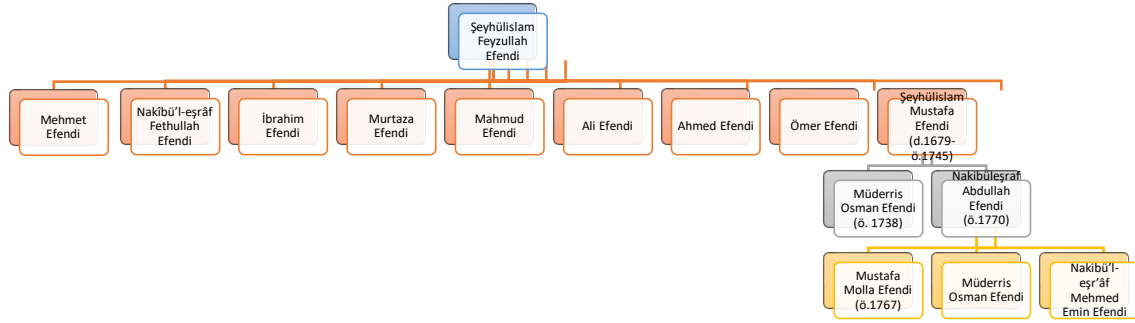 Şeyhülislam
Feyzullah
Efendi
Mehmet
Efendi
Nakîbü'l-eşrâf
Fethullah
Efendi
İbrahim
Efendi
Murtaza
Efendi
Mahmud
Efendi
Ali Efendi
Ahmed Efendi
Ömer Efendi
Şeyhülislam
Mustafa
Efendi
(d.1679-
ö.1745)
Müderris
Osman Efendi
(ö. 1738)
Nakibüleşraf
Abdullah
Efendi
(ö.1770)
Mustafa
Molla Efendi
(ö.1767)
Müderris
Osman Efendi
Nakibü'l-
eşr'âf
Mehmed
Emin Efendi